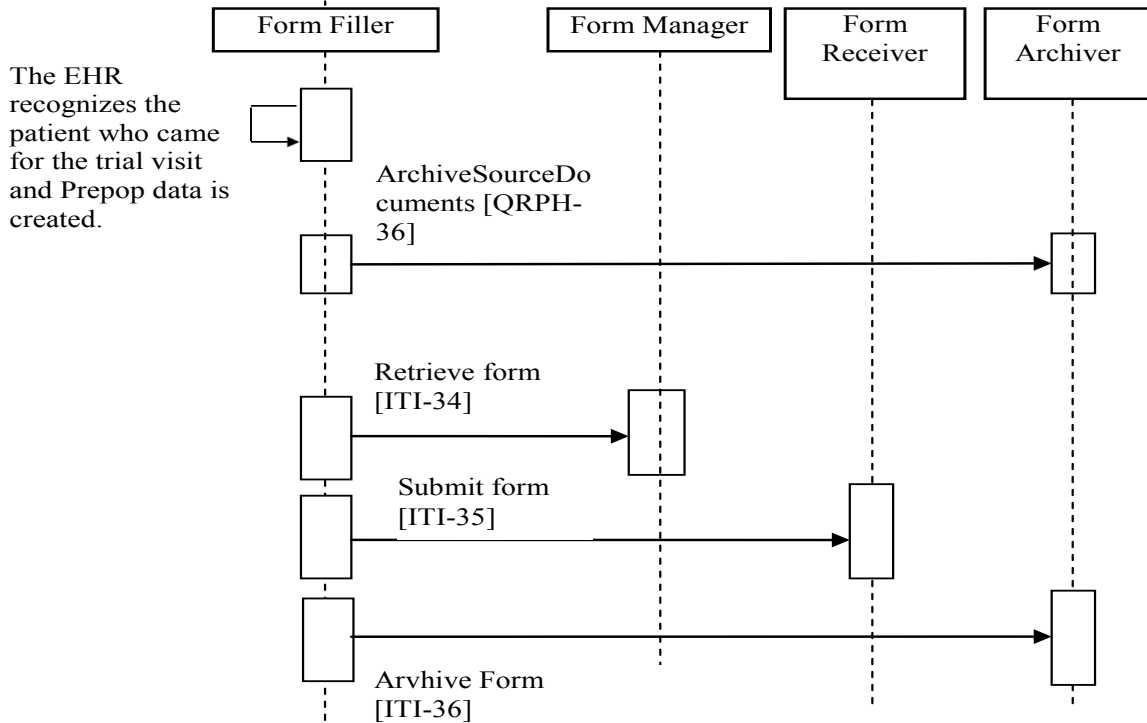 Form Filler
Form Manager
Form
Receiver
Form
Archiver
The EHR
recognizes the
patient who came
for the trial visit
and Prepop data is
created.
ArchiveSourceDo
cuments [QRPH-
36]
Retrieve form
[ITI-34]
Submit form
[ITI-35]
Arvhive Form
[ITI-36]